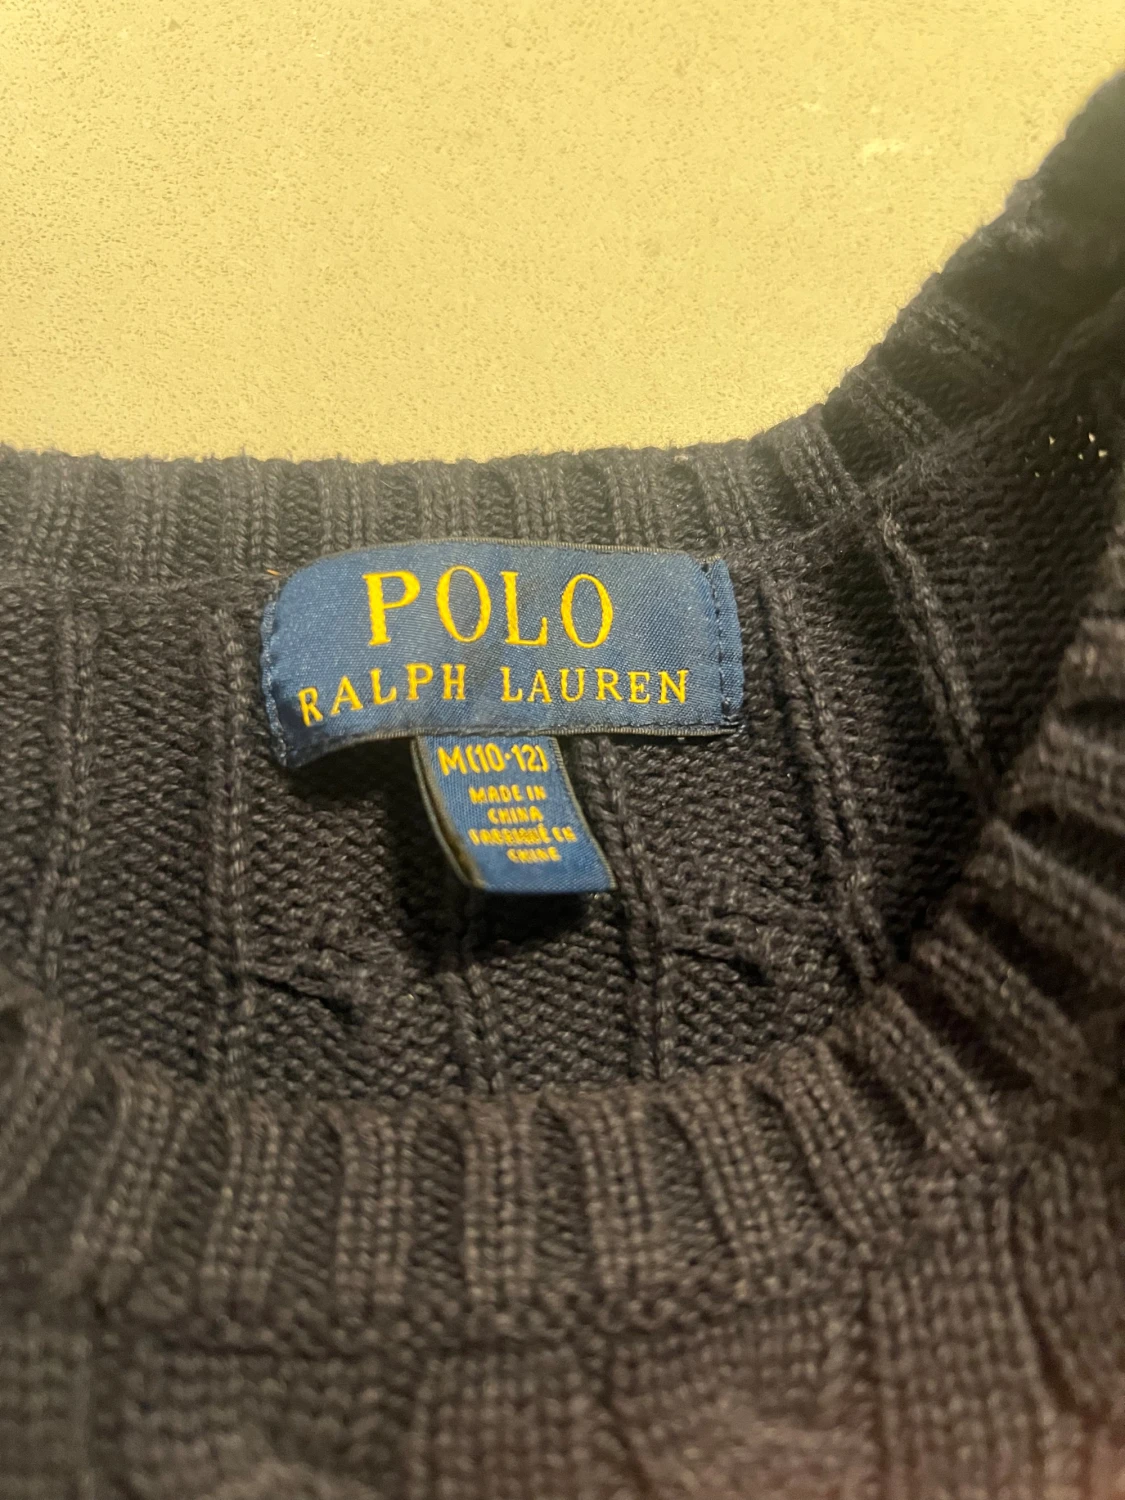 POLO
RALPH LAUREN
M(10-12)
MADE IN
CHINA
FABRIQUÉ EN
CHINE